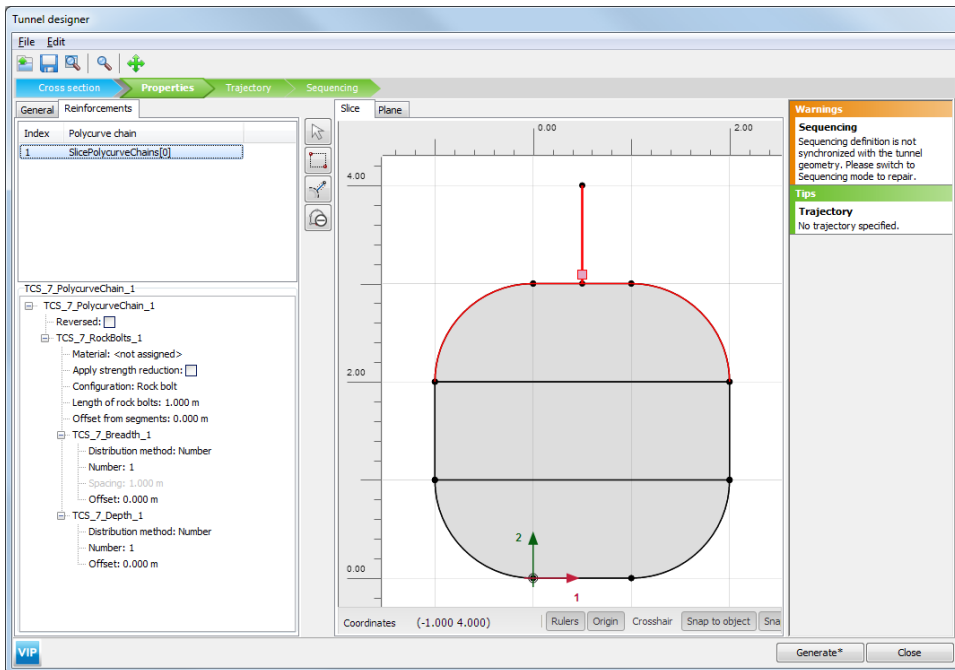 Tunnel designer
File Edit
Cross section Properties Trajectory Sequencing
General Reinforcements
Index Polycurve chain
1 SlicePolycurveChains[0]
TCS_7_PolycurveChain_1
TCS_7_PolycurveChain_1
Reversed:
TCS_7_RockBolts_1
Material: <not assigned>
Apply strength reduction:
Configuration: Rock bolt
Length of rock bolts: 1.000 m
Offset from segments: 0.000 m
TCS_7_Breadth_1
Distribution method: Number
Number: 1
Spacing: 1.000 m
Offset: 0.000 m
TCS_7_Depth_1
Distribution method: Number
Number: 1
Offset: 0.000 m
Slice Plane
0.00 2.00
4.00
2.00
0.00
2
1
Coordinates (-1.000 4.000) Rulers Origin Crosshair Snap to object Sna
Warnings
Sequencing
Sequencing definition is not
synchronized with the tunnel
geometry. Please switch to
Sequencing mode to repair.
Tips
Trajectory
No trajectory specified.
VIP Generate* Close